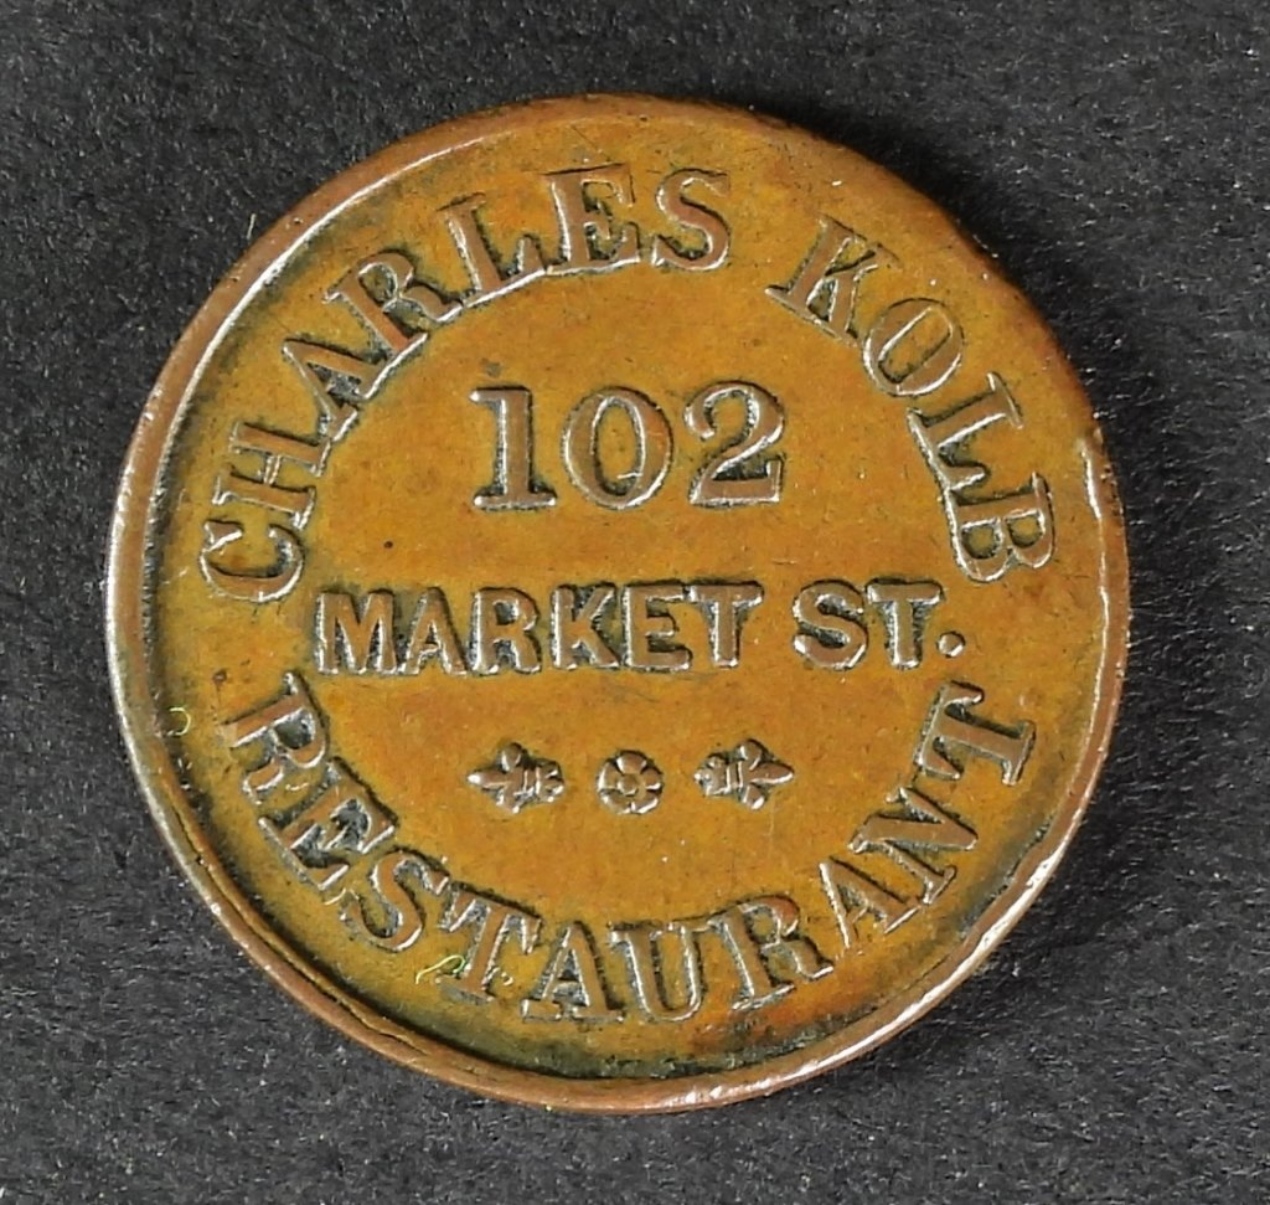 CHARLES KOLB
102
MARKET ST.
RESTAURANT